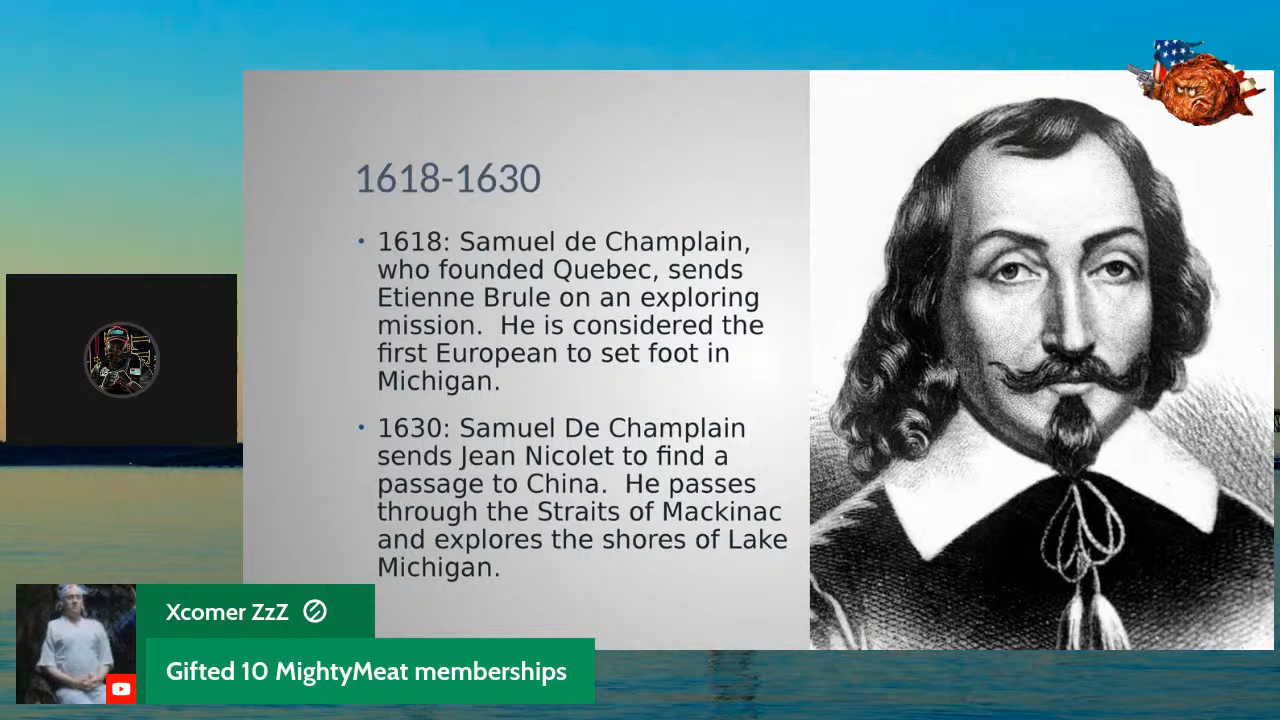 1618-1630
• 1618: Samuel de Champlain,
who founded Quebec, sends
Etienne Brule on an exploring
mission.  He is considered the
first European to set foot in
Michigan.
• 1630: Samuel De Champlain
sends Jean Nicolet to find a
passage to China.  He passes
through the Straits of Mackinac
and explores the shores of Lake
Michigan.
Xcomer ZzZ
Gifted 10 MightyMeat memberships